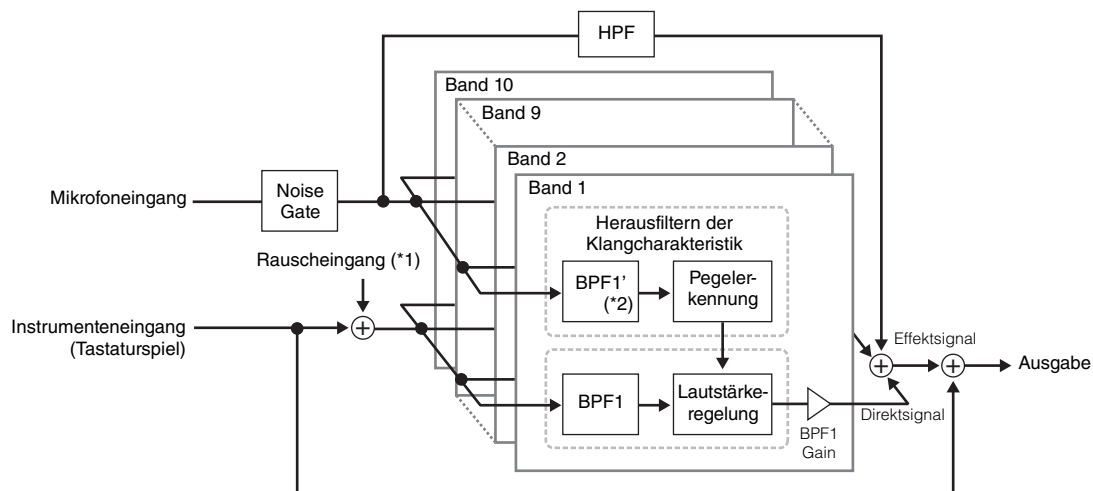 HPF
Band 10
Band 9
Band 2
Band 1
Mikrofoneingang
Noise
Gate
Herausfiltern der
Klangcharakteristik
Rauscheingang (*1)
BPF1’
(*2)
Pegeler-
kennung
Instrumenteneingang
(Tastaturspiel)
Effektsignal
Ausgabe
BPF1
Lautstärke-
regelung
Direktsignal
BPF1
Gain